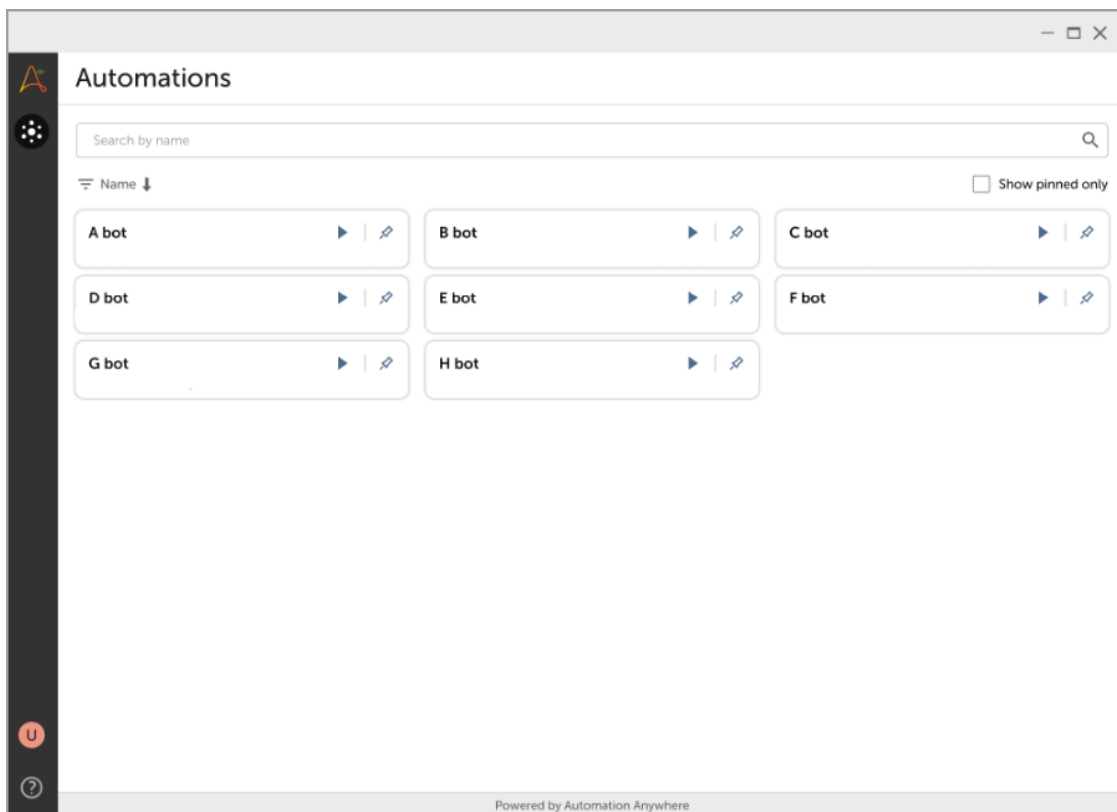 Automations
Search by name
Name
Show pinned only
A bot
B bot
C bot
D bot
E bot
F bot
G bot
H bot
U
?
Powered by Automation Anywhere